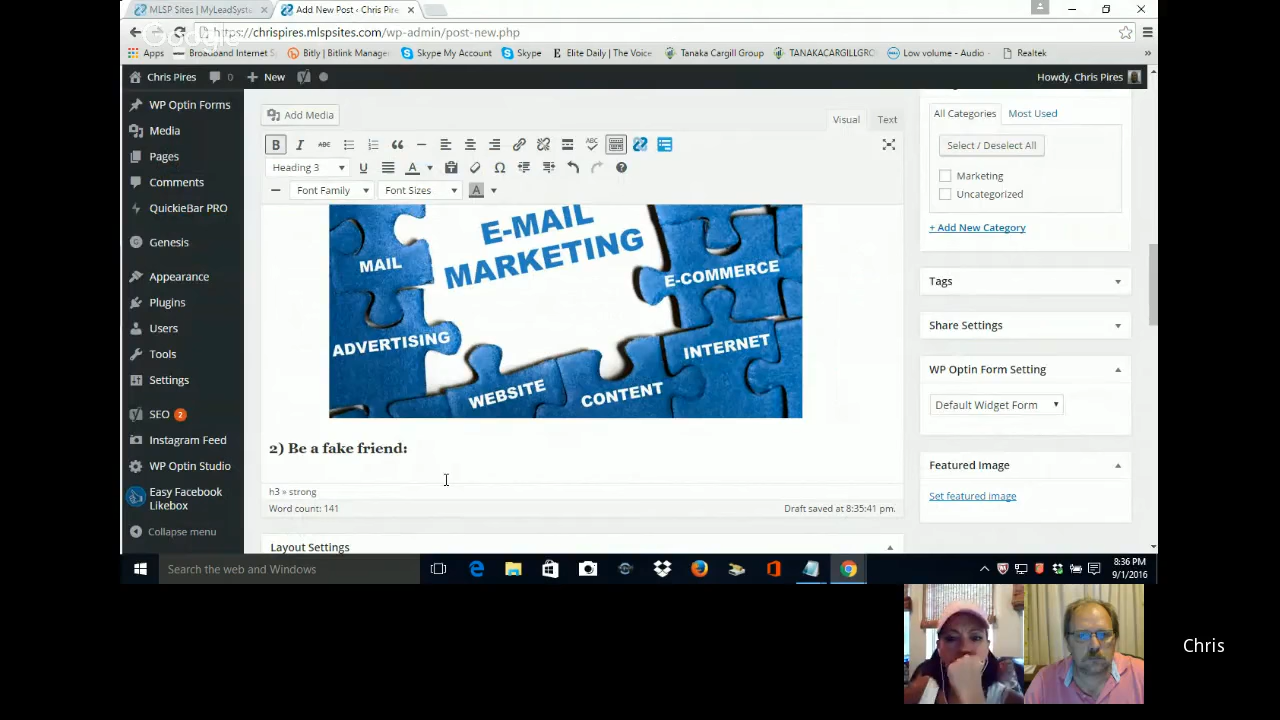 MLSP Sites | MyLeadSyst
Add New Post ‹ Chris Pire
Google
https://chrispires.mlspsites.com/wp-admin/post-new.php
Apps
Broadband Internet S
Bitly | Bitlink Manager
Skype My Account
Skype
Elite Daily | The Voice
Tanaka Cargill Group
TANAKACARGILLGRO
Low volume - Audio
Realtek
»
Chris Pires
0
+ New
Howdy, Chris Pires
WP Optin Forms
Media
Pages
Comments
QuickieBar PRO
Genesis
Appearance
Plugins
Users
Tools
Settings
SEO 2
Instagram Feed
WP Optin Studio
Easy Facebook
Likebox
Collapse menu
Add Media
Visual
Text
B I ABC
ABC
Heading 3
U
A
Ω
Font Family
Font Sizes
A
E-MAIL
MARKETING
MAIL
E-COMMERCE
ADVERTISING
INTERNET
WEBSITE
CONTENT
2) Be a fake friend:
h3 » strong
Word count: 141
Draft saved at 8:35:41 pm.
Layout Settings
All Categories
Most Used
Select / Deselect All
Marketing
Uncategorized
+ Add New Category
Tags
Share Settings
WP Optin Form Setting
Default Widget Form
Featured Image
Set featured image
Search the web and Windows
8:36 PM
9/1/2016
Chris